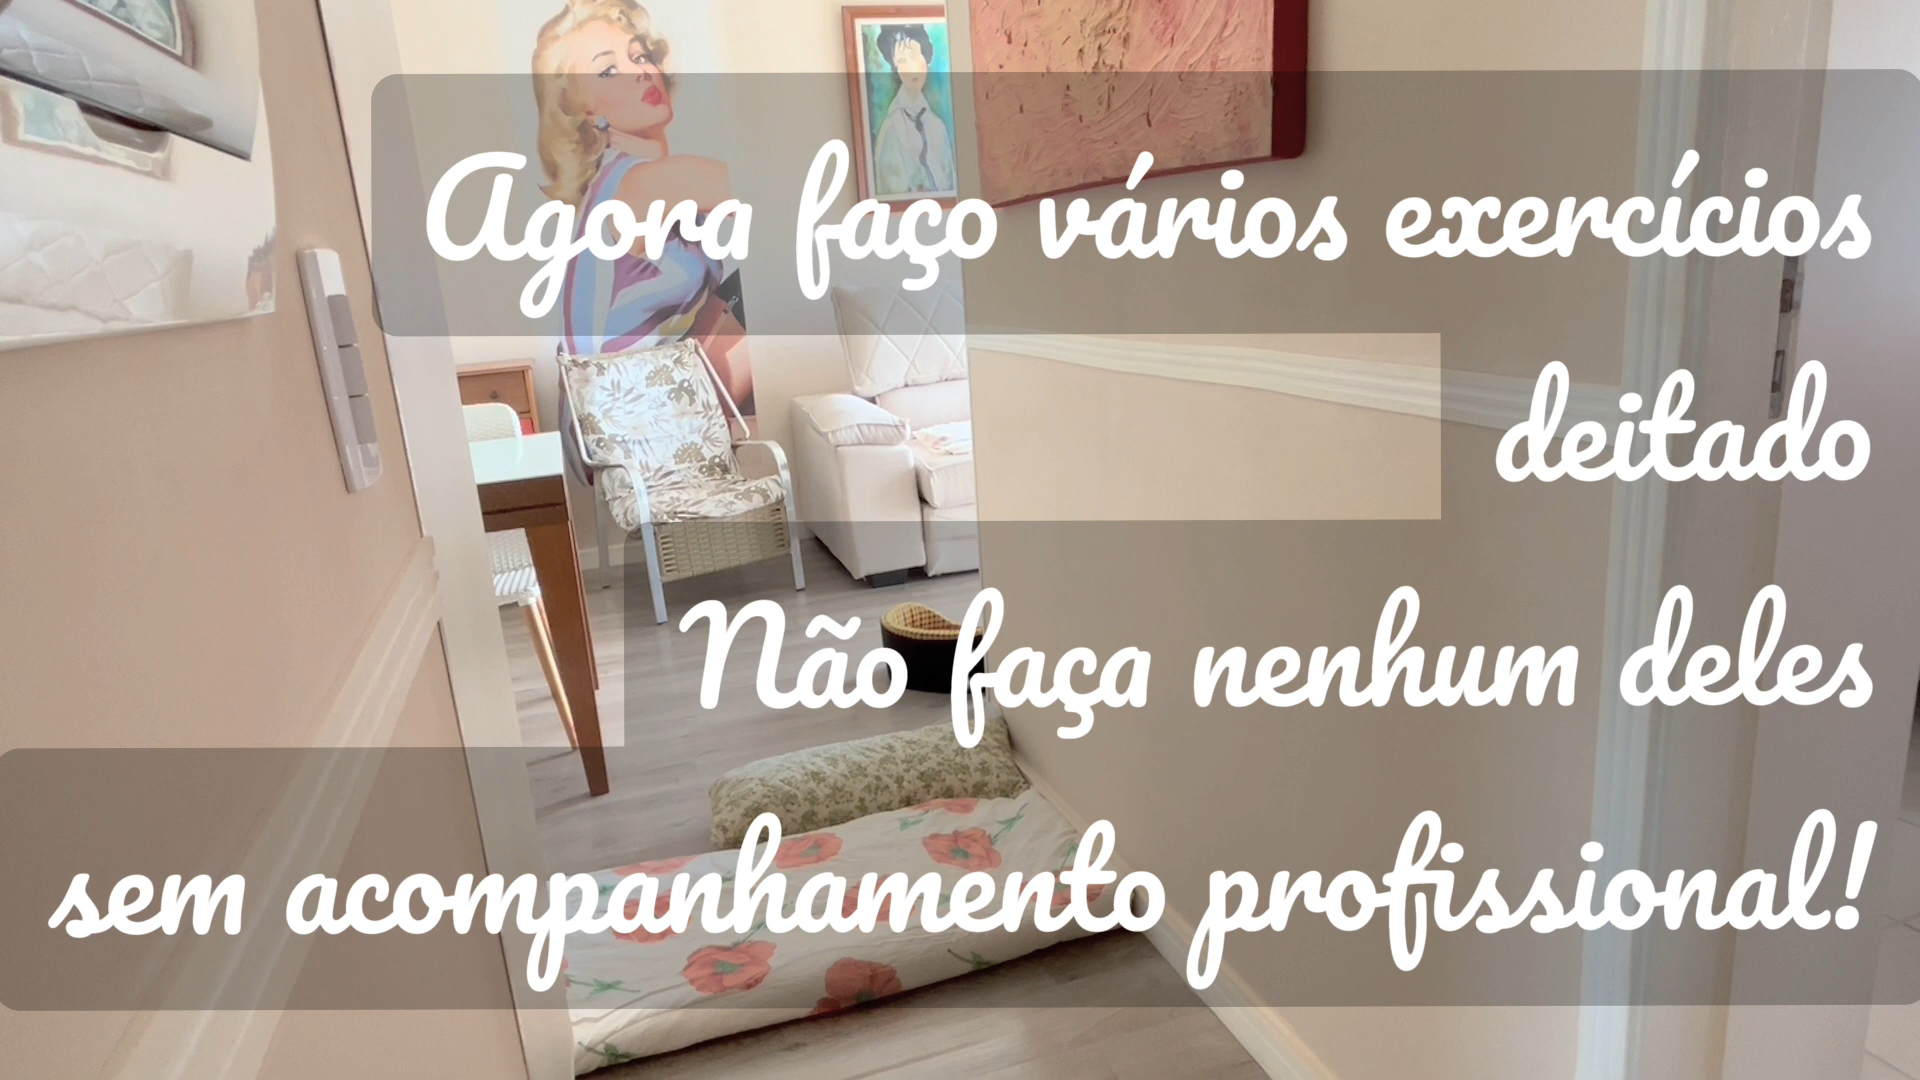 Agora faço vários exercícios
deitado
Não faça nenhum deles
sem acompanhamento profissional!